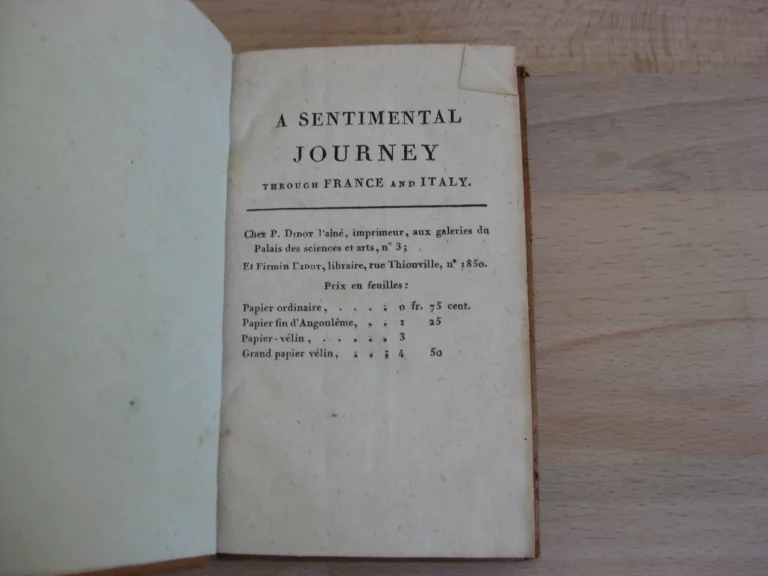 A SENTIMENTAL
JOURNEY
THROUGH FRANCE AND ITALY.
Chez P. DIDOT l'aîné, imprimeur, aux galeries du
Palais des sciences et arts, n° 3;
Et Firmin DIDOT, libraire, rue Thionville, n° 1850.
Prix en feuilles:
Papier ordinaire, . . . . 0 fr. 75 cent.
Papier fin d'Angoulême, . . 1 25
Papier-vélin, . . . . . 3
Grand papier vélin, . . . 4 50